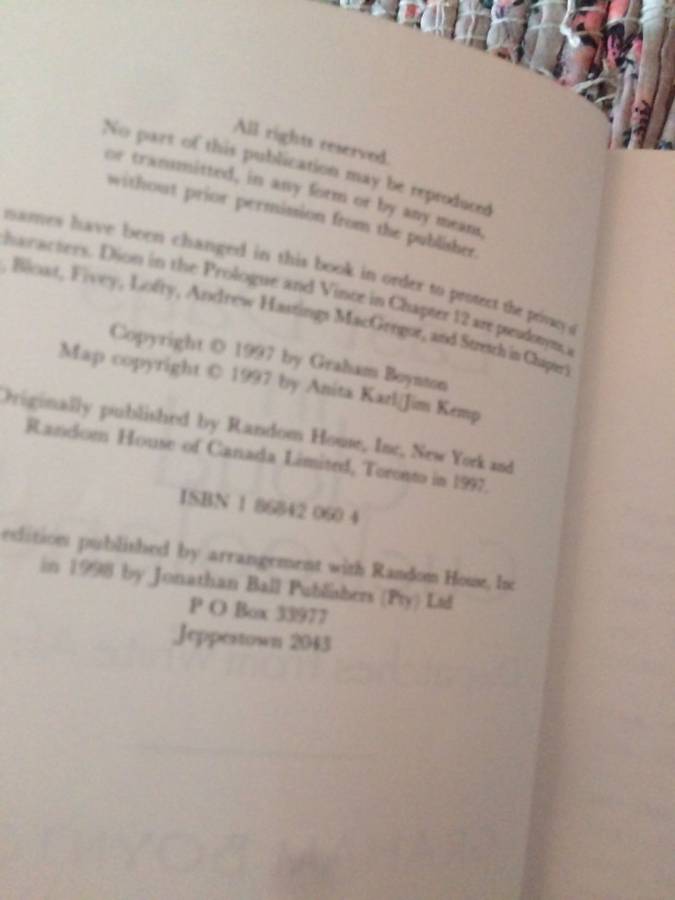 All rights reserved.
No part of this publication may be reproduced
or transmitted, in any form or by any means,
without prior permission from the publisher.
names have been changed in this book in order to protect the privacy of
haracters. Dion in the Prologue and Vince in Chapter 12 are pseudonyms, as
, Bloat, Fivey, Lofty, Andrew Hastings MacGregor, and Stretch in Chapter
Copyright © 1997 by Graham Boynton
Map copyright © 1997 by Anita Karl/Jim Kemp
Originally published by Random House, Inc, New York and
Random House of Canada Limited, Toronto in 1997.
ISBN 1 86842 060 4
edition published by arrangement with Random House, Inc
in 1998 by Jonathan Ball Publishers (Pty) Ltd
P O Box 33977
Jeppestown 2043